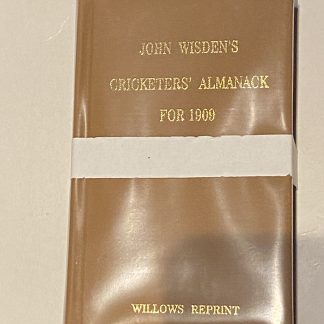 JOHN WISDEN'S
CRICKETERS' ALMANACK
FOR 1909
WILLOWS REPRINT